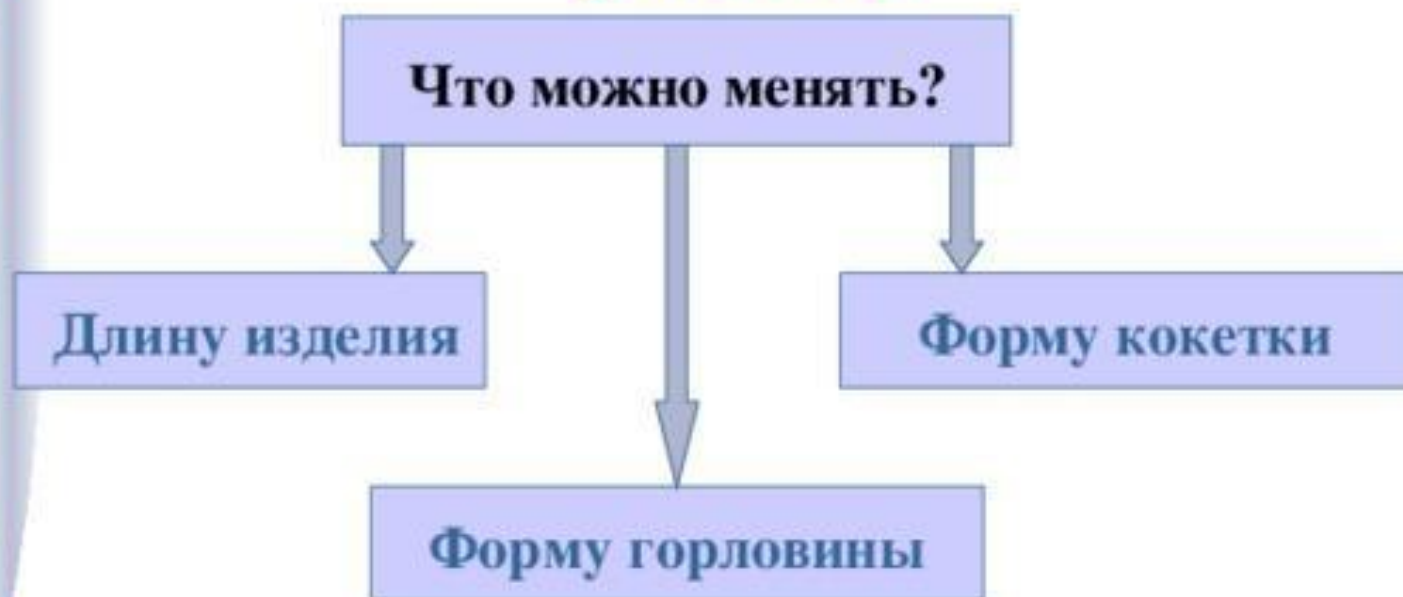 Что можно менять?
Длину изделия
Форму кокетки
Форму горловины